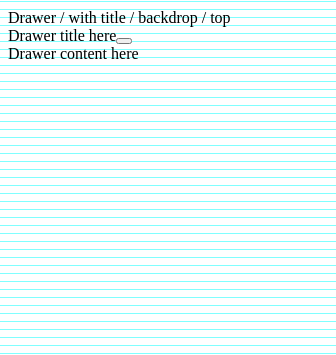 Drawer / with title / backdrop / top
Drawer title here
Drawer content here